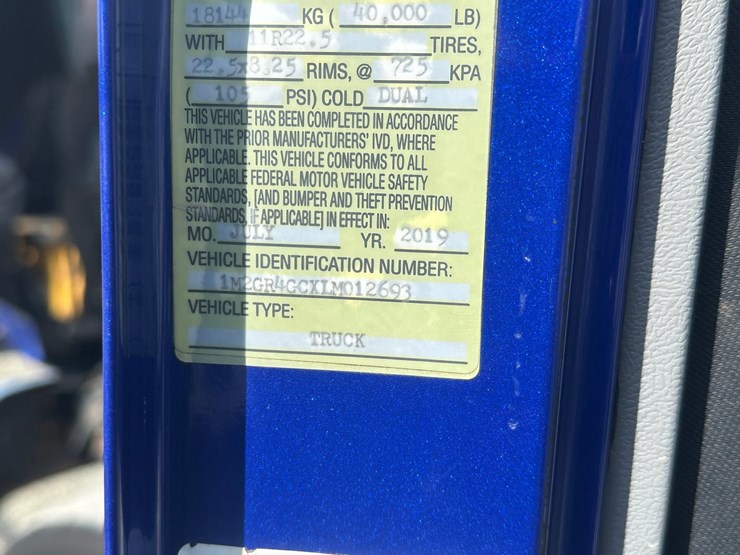 18144 KG ( 40,000 LB)
WITH 11R22.5 TIRES,
22.5x8.25 RIMS, @ 725 KPA
( 105 PSI) COLD DUAL
THIS VEHICLE HAS BEEN COMPLETED IN ACCORDANCE
WITH THE PRIOR MANUFACTURERS' IVD, WHERE
APPLICABLE. THIS VEHICLE CONFORMS TO ALL
APPLICABLE FEDERAL MOTOR VEHICLE SAFETY
STANDARDS, [AND BUMPER AND THEFT PREVENTION
STANDARDS, IF APPLICABLE] IN EFFECT IN:
MO. JULY YR. 2019
VEHICLE IDENTIFICATION NUMBER:
1M2GR4GCXLM012693
VEHICLE TYPE:
TRUCK